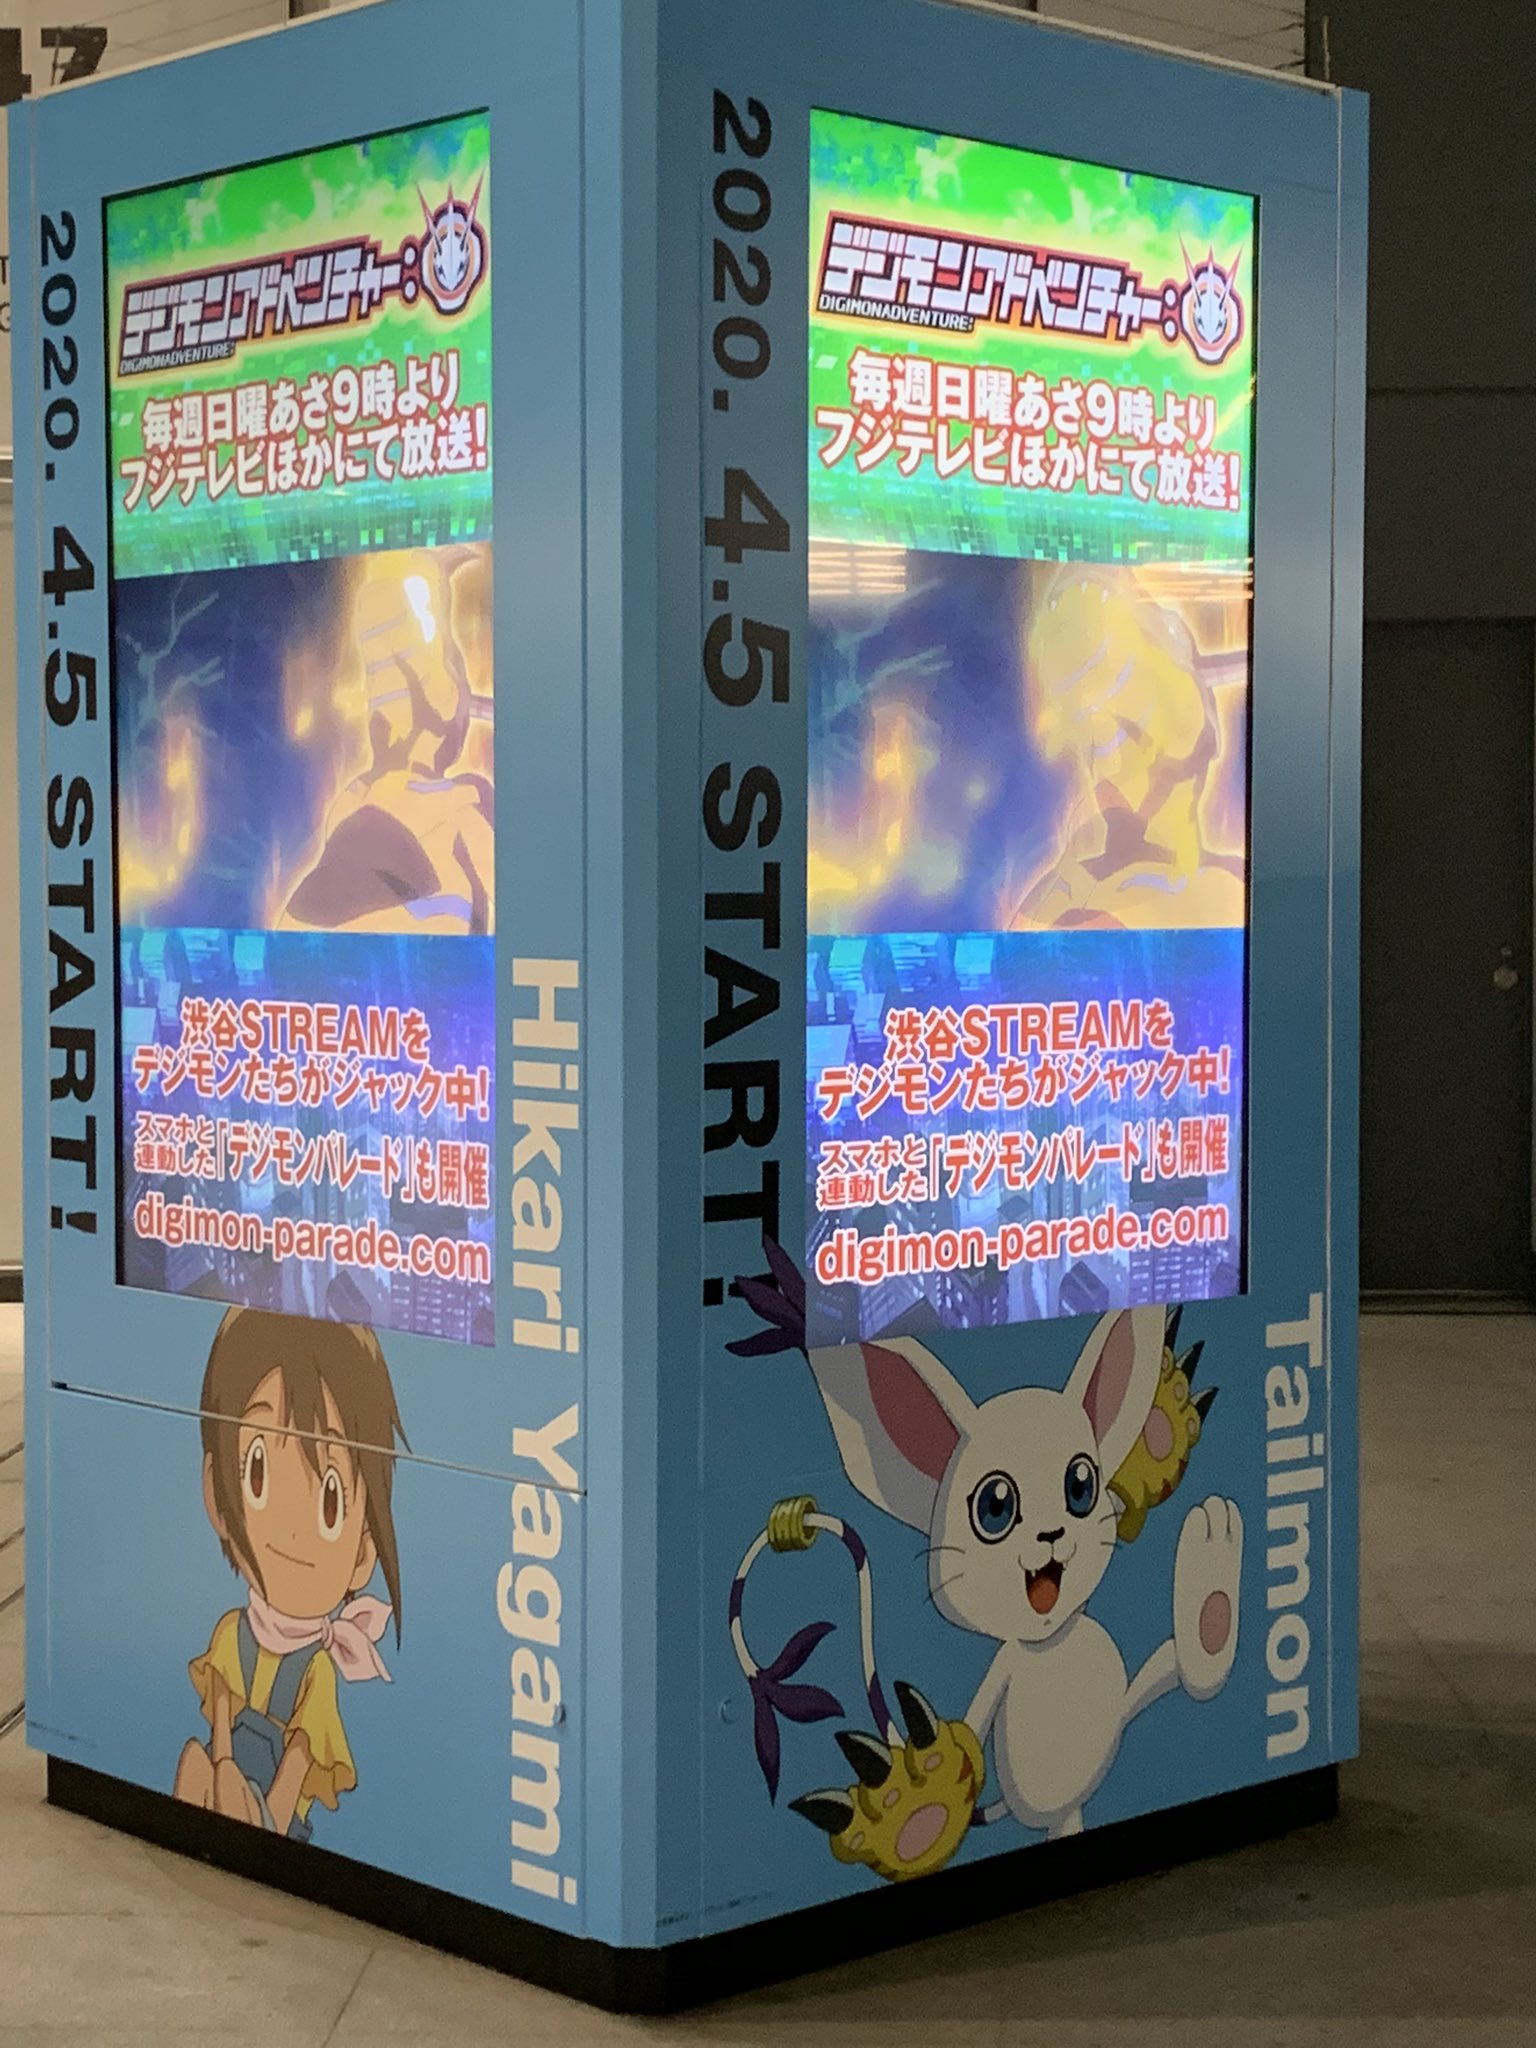 2020. 4.5 START!
デジモンアドベンチャー:
DIGIMONADVENTURE:
毎週日曜あさ9時より
フジテレビほかにて放送!
渋谷STREAMを
デジモンたちがジャック中!
スマホと
連動した「デジモンパレード」も開催
digimon-parade.com
Hikari Yagami
2020. 4.5 START!
デジモンアドベンチャー:
DIGIMONADVENTURE:
毎週日曜あさ9時より
フジテレビほかにて放送!
渋谷STREAMを
デジモンたちがジャック中!
スマホと
連動した「デジモンパレード」も開催
digimon-parade.com
Tailmon